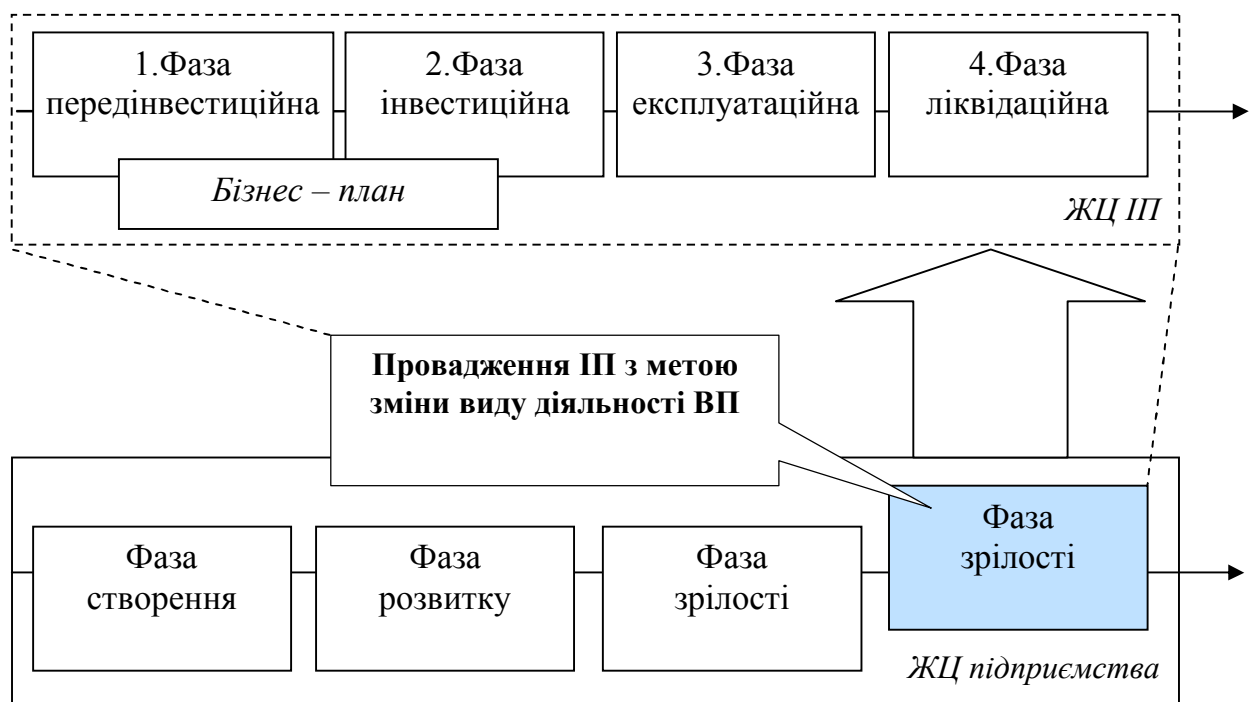 1.Фаза
передінвестиційна
2.Фаза
інвестиційна
3.Фаза
експлуатаційна
4.Фаза
ліквідаційна
Бізнес – план
ЖЦ ІП
Провадження ІП з метою
зміни виду діяльності ВП
Фаза
створення
Фаза
розвитку
Фаза
зрілості
Фаза
зрілості
ЖЦ підприємства